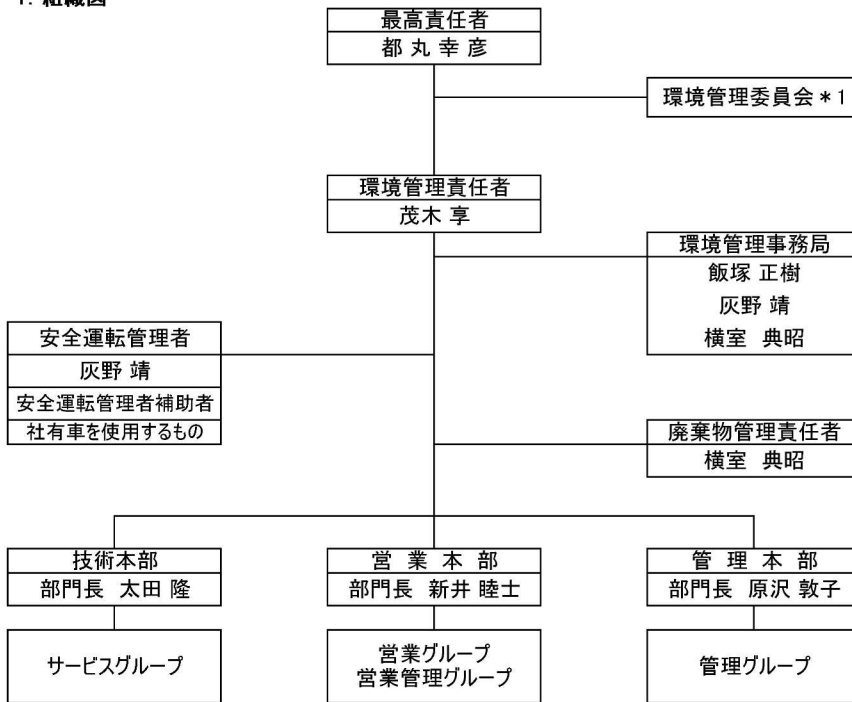 1. 組織図
最高責任者
都 丸 幸 彦
環境管理委員会＊1
環境管理責任者
茂木 享
環境管理事務局
飯塚 正樹
灰野 靖
横室 典昭
安全運転管理者
灰野 靖
安全運転管理者補助者
社有車を使用するもの
廃棄物管理責任者
横室 典昭
技術本部
部門長 太田 隆
営 業 本 部
部門長 新井 睦士
管 理 本 部
部門長 原沢 敦子
サービスグループ
営業グループ
営業管理グループ
管理グループ